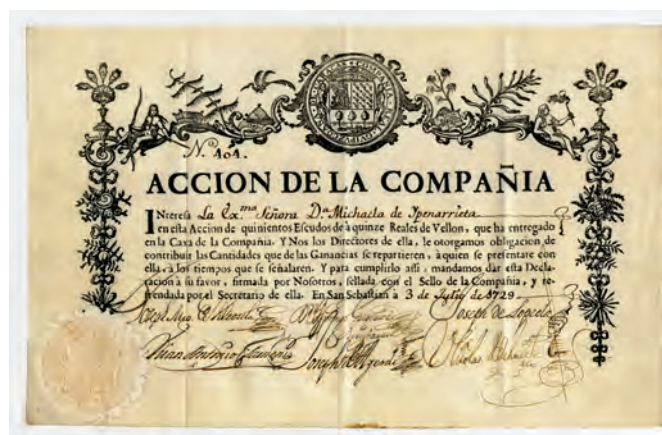 N.º 404.
ACCION DE LA COMPAÑIA
INteresa La Ex.ma Señora D.a Michaela de Ypenarrieta
en esta Accion de quinientos Escudos de à quinze Reales de Vellon, que ha entregado
en la Caxa de la Compañia. Y Nos los Directores de ella, le otorgamos obligacion, de
contribuir las Cantidades que de las Ganancias se repartieren, à quien se presentare con
ella, à los tiempos que se señalaren. Y para cumplirlo assi, mandamos dar esta Decla-
racion à su favor, firmada por Nosotros, sellada con el Sello de la Compañia, y re-
frendada por el Secretario de ella. En San Sebastian à 3 de Julio de 1729
Joseph de
Juan Antonio Joseph